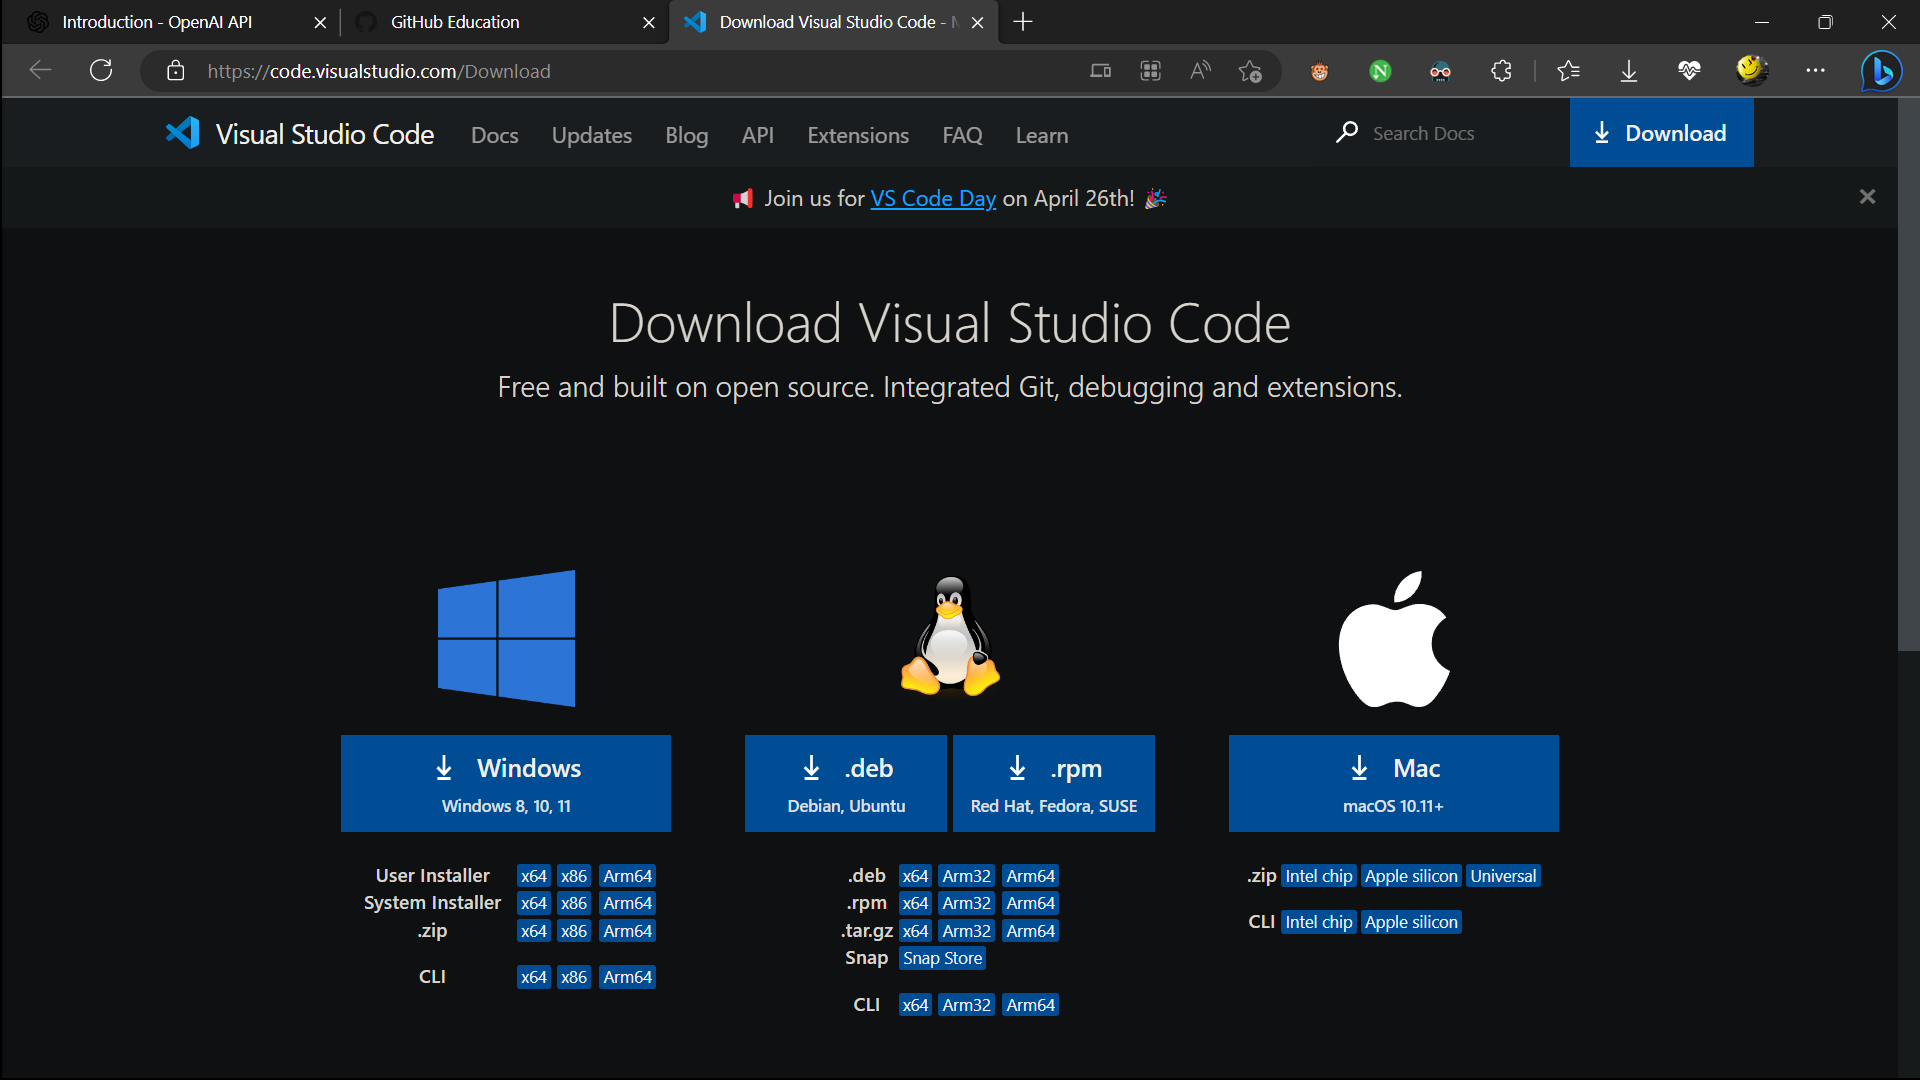 Introduction - OpenAI API
GitHub Education
Download Visual Studio Code -
https://code.visualstudio.com/Download
Visual Studio Code Docs Updates Blog API Extensions FAQ Learn Search Docs Download
Join us for VS Code Day on April 26th!
Download Visual Studio Code
Free and built on open source. Integrated Git, debugging and extensions.
Windows
Windows 8, 10, 11
User Installer x64 x86 Arm64
System Installer x64 x86 Arm64
.zip x64 x86 Arm64
CLI x64 x86 Arm64
.deb
Debian, Ubuntu
.rpm
Red Hat, Fedora, SUSE
.deb x64 Arm32 Arm64
.rpm x64 Arm32 Arm64
.tar.gz x64 Arm32 Arm64
Snap Snap Store
CLI x64 Arm32 Arm64
Mac
macOS 10.11+
.zip Intel chip Apple silicon Universal
CLI Intel chip Apple silicon